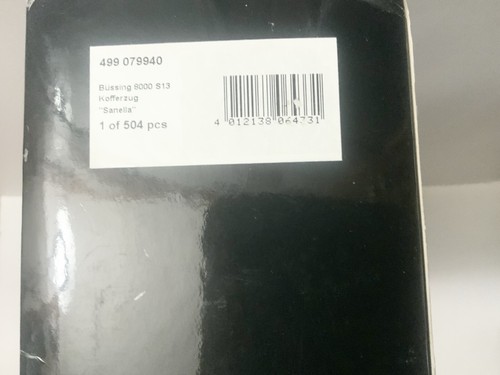 499 079940
Büssing 8000 S13
Kofferzug
"Sanella"
1 of 504 pcs
4 012138 064731